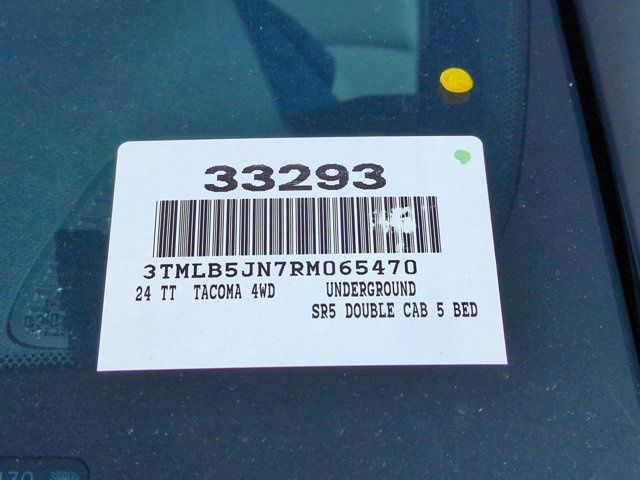 33293
3TMLB5JN7RM065470
24 TT TACOMA 4WD UNDERGROUND
SR5 DOUBLE CAB 5 BED